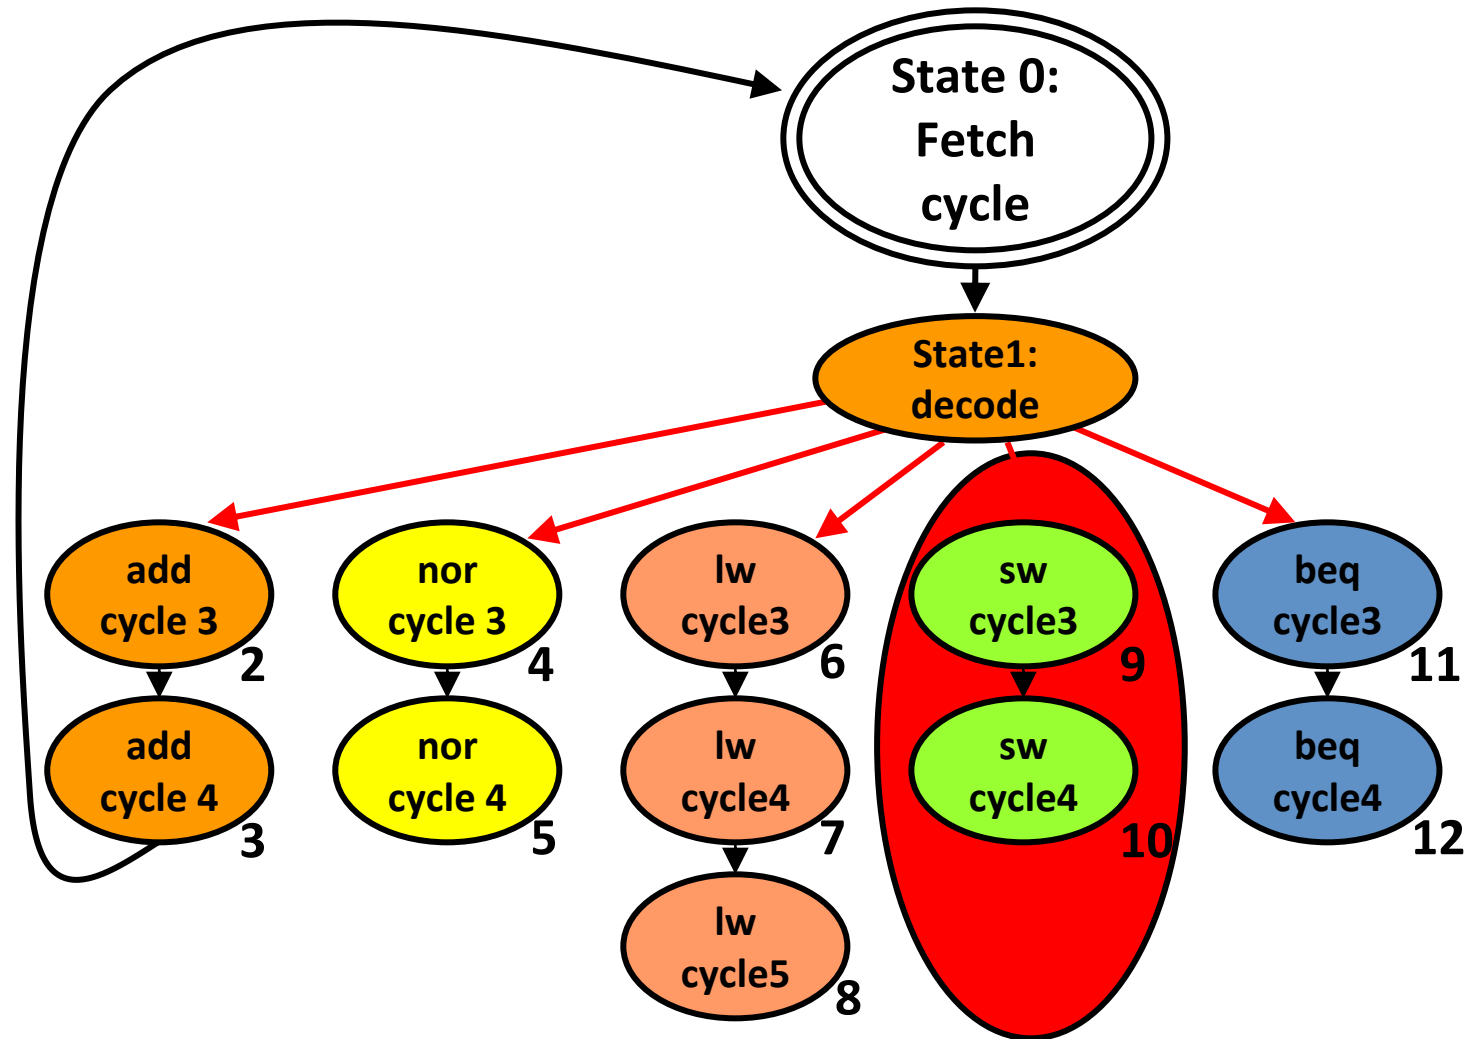 State 0:
Fetch
cycle
State1:
decode
add
cycle 3
2
nor
cycle 3
4
lw
cycle3
6
sw
cycle3
9
beq
cycle3
11
add
cycle 4
3
nor
cycle 4
5
lw
cycle4
7
sw
cycle4
10
beq
cycle4
12
lw
cycle5
8